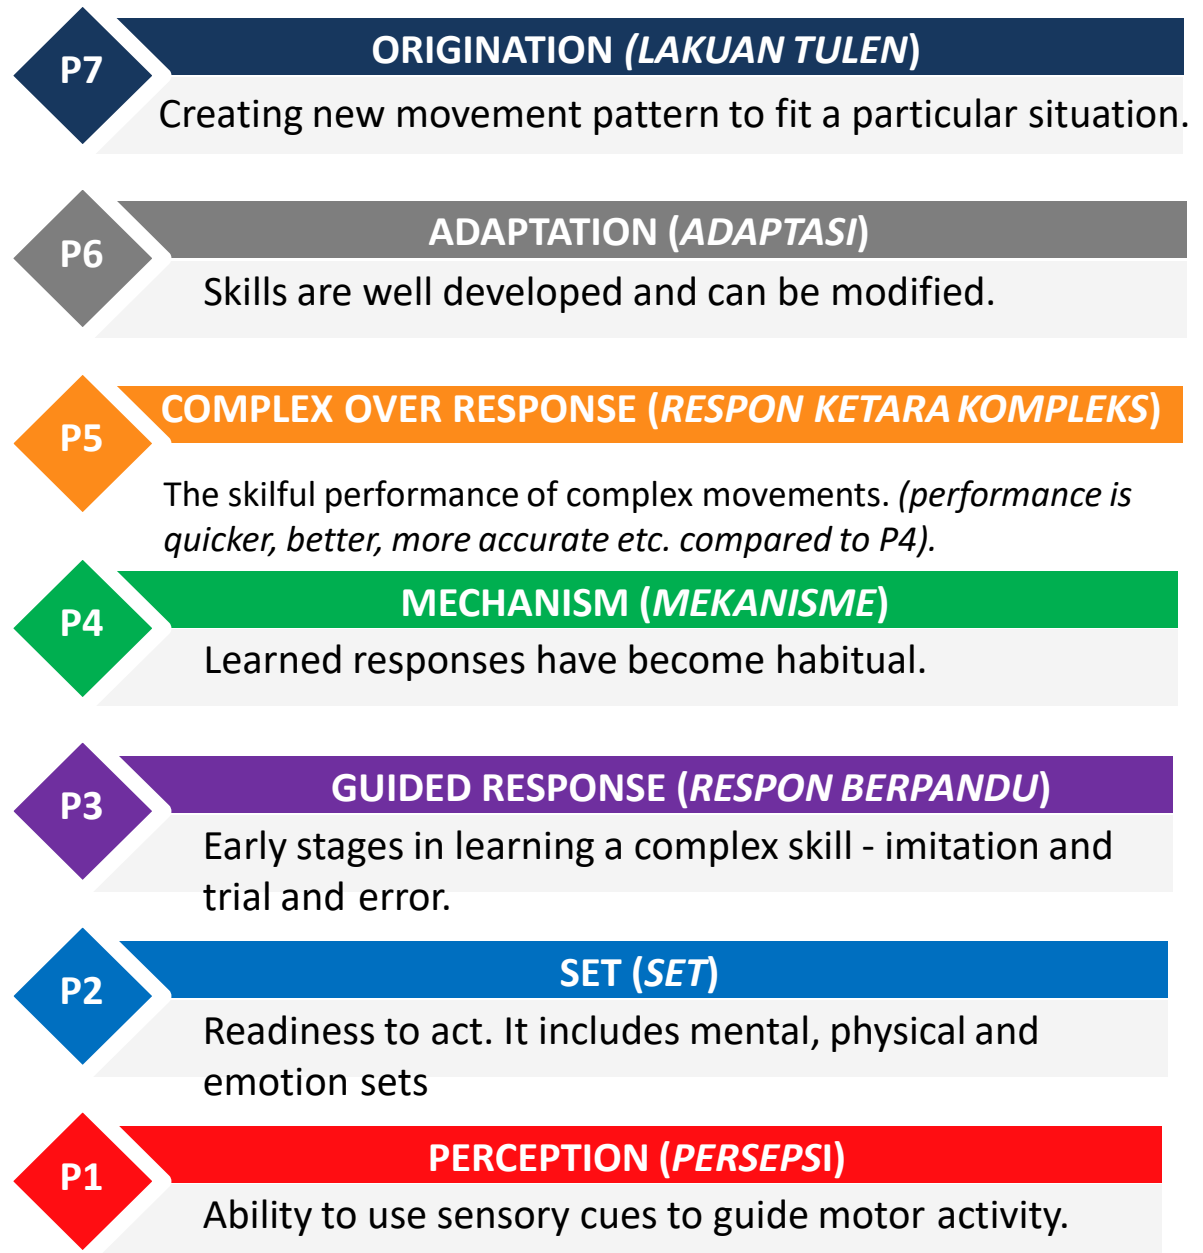 P7
ORIGINATION (LAKUAN TULEN)
Creating new movement pattern to fit a particular situation.
P6
ADAPTATION (ADAPTASI)
Skills are well developed and can be modified.
P5
COMPLEX OVER RESPONSE (RESPON KETARA KOMPLEKS)
The skilful performance of complex movements. (performance is
quicker, better, more accurate etc. compared to P4).
P4
MECHANISM (MEKANISME)
Learned responses have become habitual.
P3
GUIDED RESPONSE (RESPON BERPANDU)
Early stages in learning a complex skill - imitation and
trial and error.
P2
SET (SET)
Readiness to act. It includes mental, physical and
emotion sets
P1
PERCEPTION (PERSEPSI)
Ability to use sensory cues to guide motor activity.